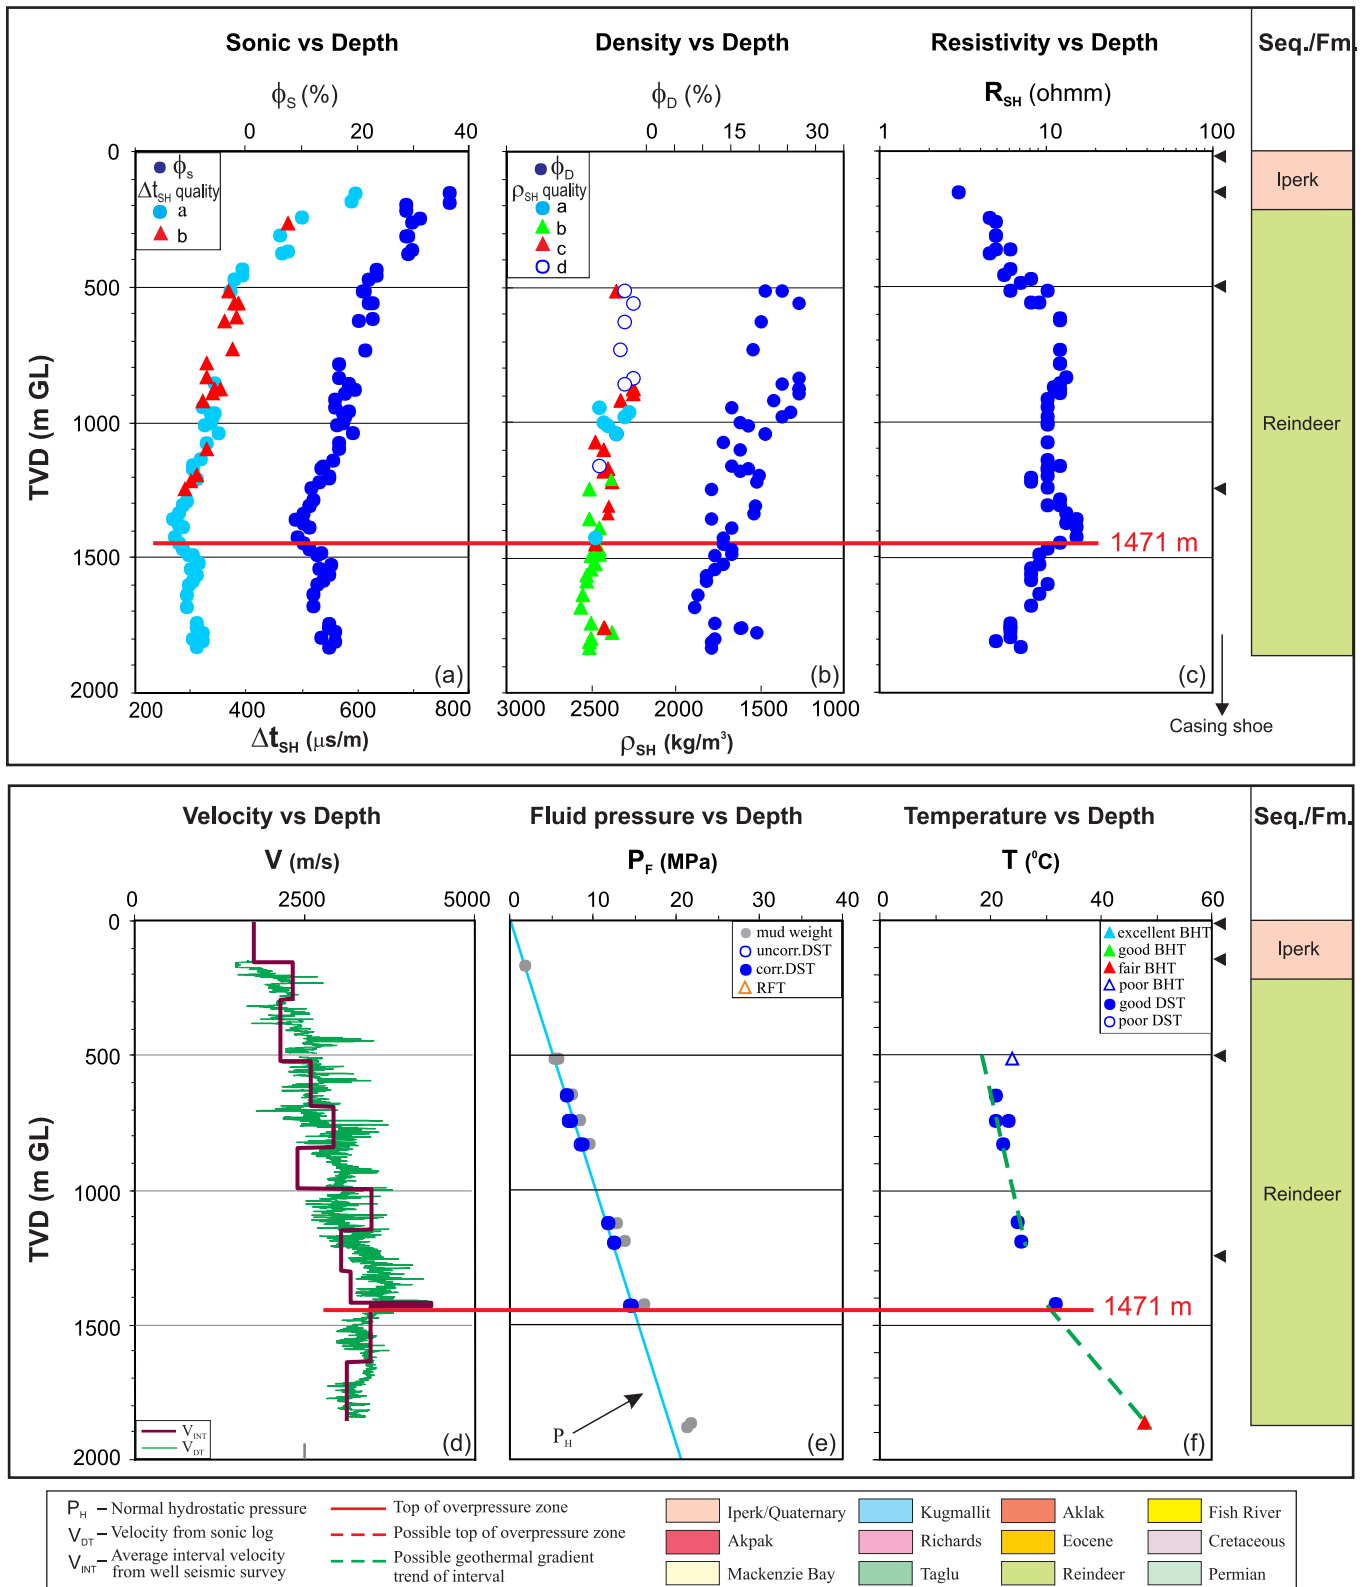 Sonic vs Depth Density vs Depth Resistivity vs Depth Seq./Fm.
ϕS (%) ϕD (%) RSH (ohmm)
0 20 40 0 15 27 30 1 10 100
0
500
1000
1500
2000
TVD (m GL)
ϕs
ΔtSH quality
a
b
ϕD
ρSH quality
a
b
c
d
Iperk
Reindeer
1471 m
(a) (b) (c)
200 400 600 800 3000 2500 2000 1500 1000
ΔtSH (μs/m) ρSH (kg/m³)
Casing shoe
Velocity vs Depth Fluid pressure vs Depth Temperature vs Depth Seq./Fm.
V (m/s) PF (MPa) T (⁰C)
0 2500 5000 0 10 20 30 40 0 20 40 60
0
500
1000
1500
2000
TVD (m GL)
mud weight
uncorr.DST
corr.DST
RFT
excellent BHT
good BHT
fair BHT
poor BHT
good DST
poor DST
Iperk
Reindeer
1471 m
PH
VINT
VDT
(d) (e) (f)
PH – Normal hydrostatic pressure
VDT – Velocity from sonic log
VINT – Average interval velocity
from well seismic survey
Top of overpressure zone
Possible top of overpressure zone
Possible geothermal gradient
trend of interval
Iperk/Quaternary Kugmallit Aklak Fish River
Akpak Richards Eocene Cretaceous
Mackenzie Bay Taglu Reindeer Permian